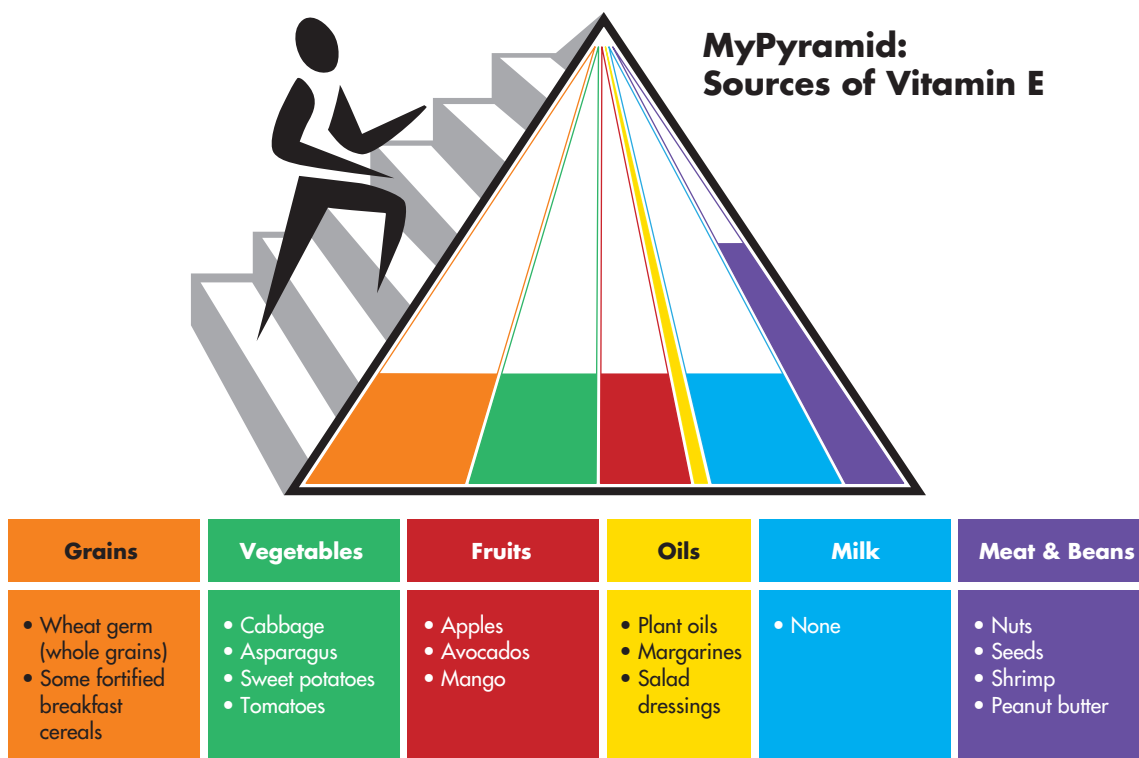 MyPyramid:
Sources of Vitamin E
Grains
Vegetables
Fruits
Oils
Milk
Meat & Beans
• Wheat germ
(whole grains)
• Some fortified
breakfast
cereals
• Cabbage
• Asparagus
• Sweet potatoes
• Tomatoes
• Apples
• Avocados
• Mango
• Plant oils
• Margarines
• Salad
dressings
• None
• Nuts
• Seeds
• Shrimp
• Peanut butter